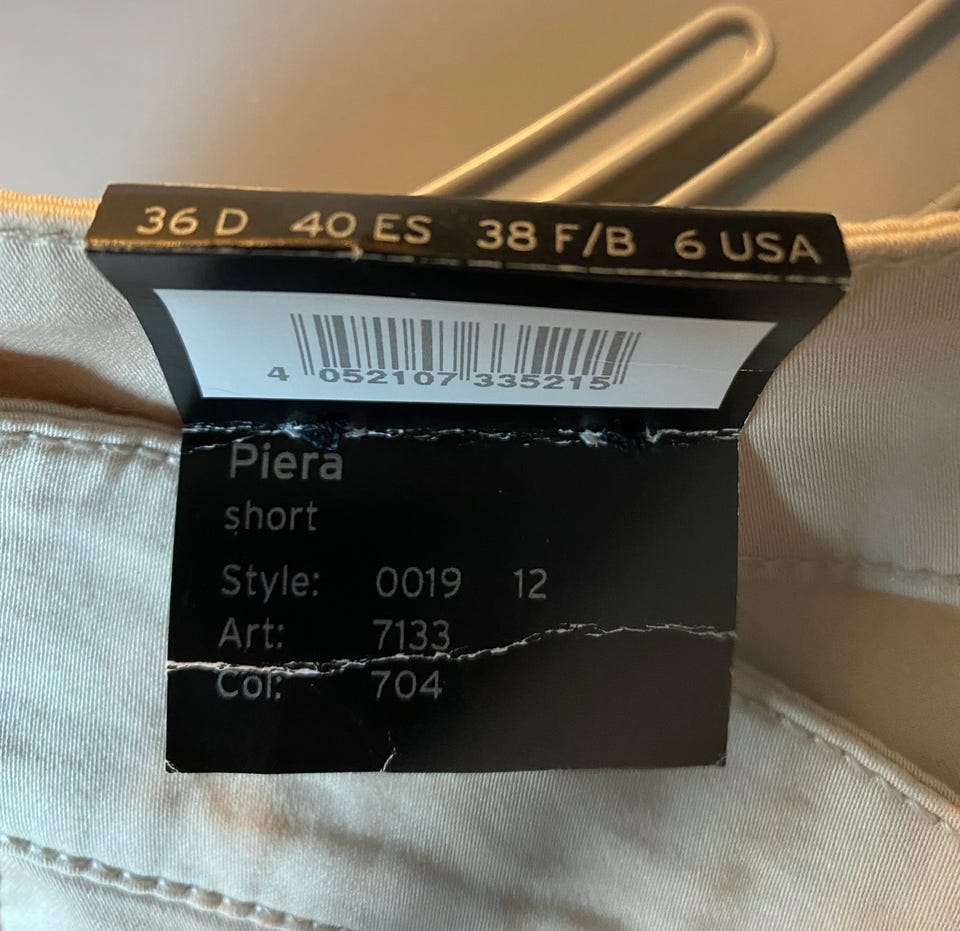 36 D 40 ES 38 F/B 6 USA
4 052107 335215
Piera
short
Style: 0019 12
Art: 7133
Col: 704